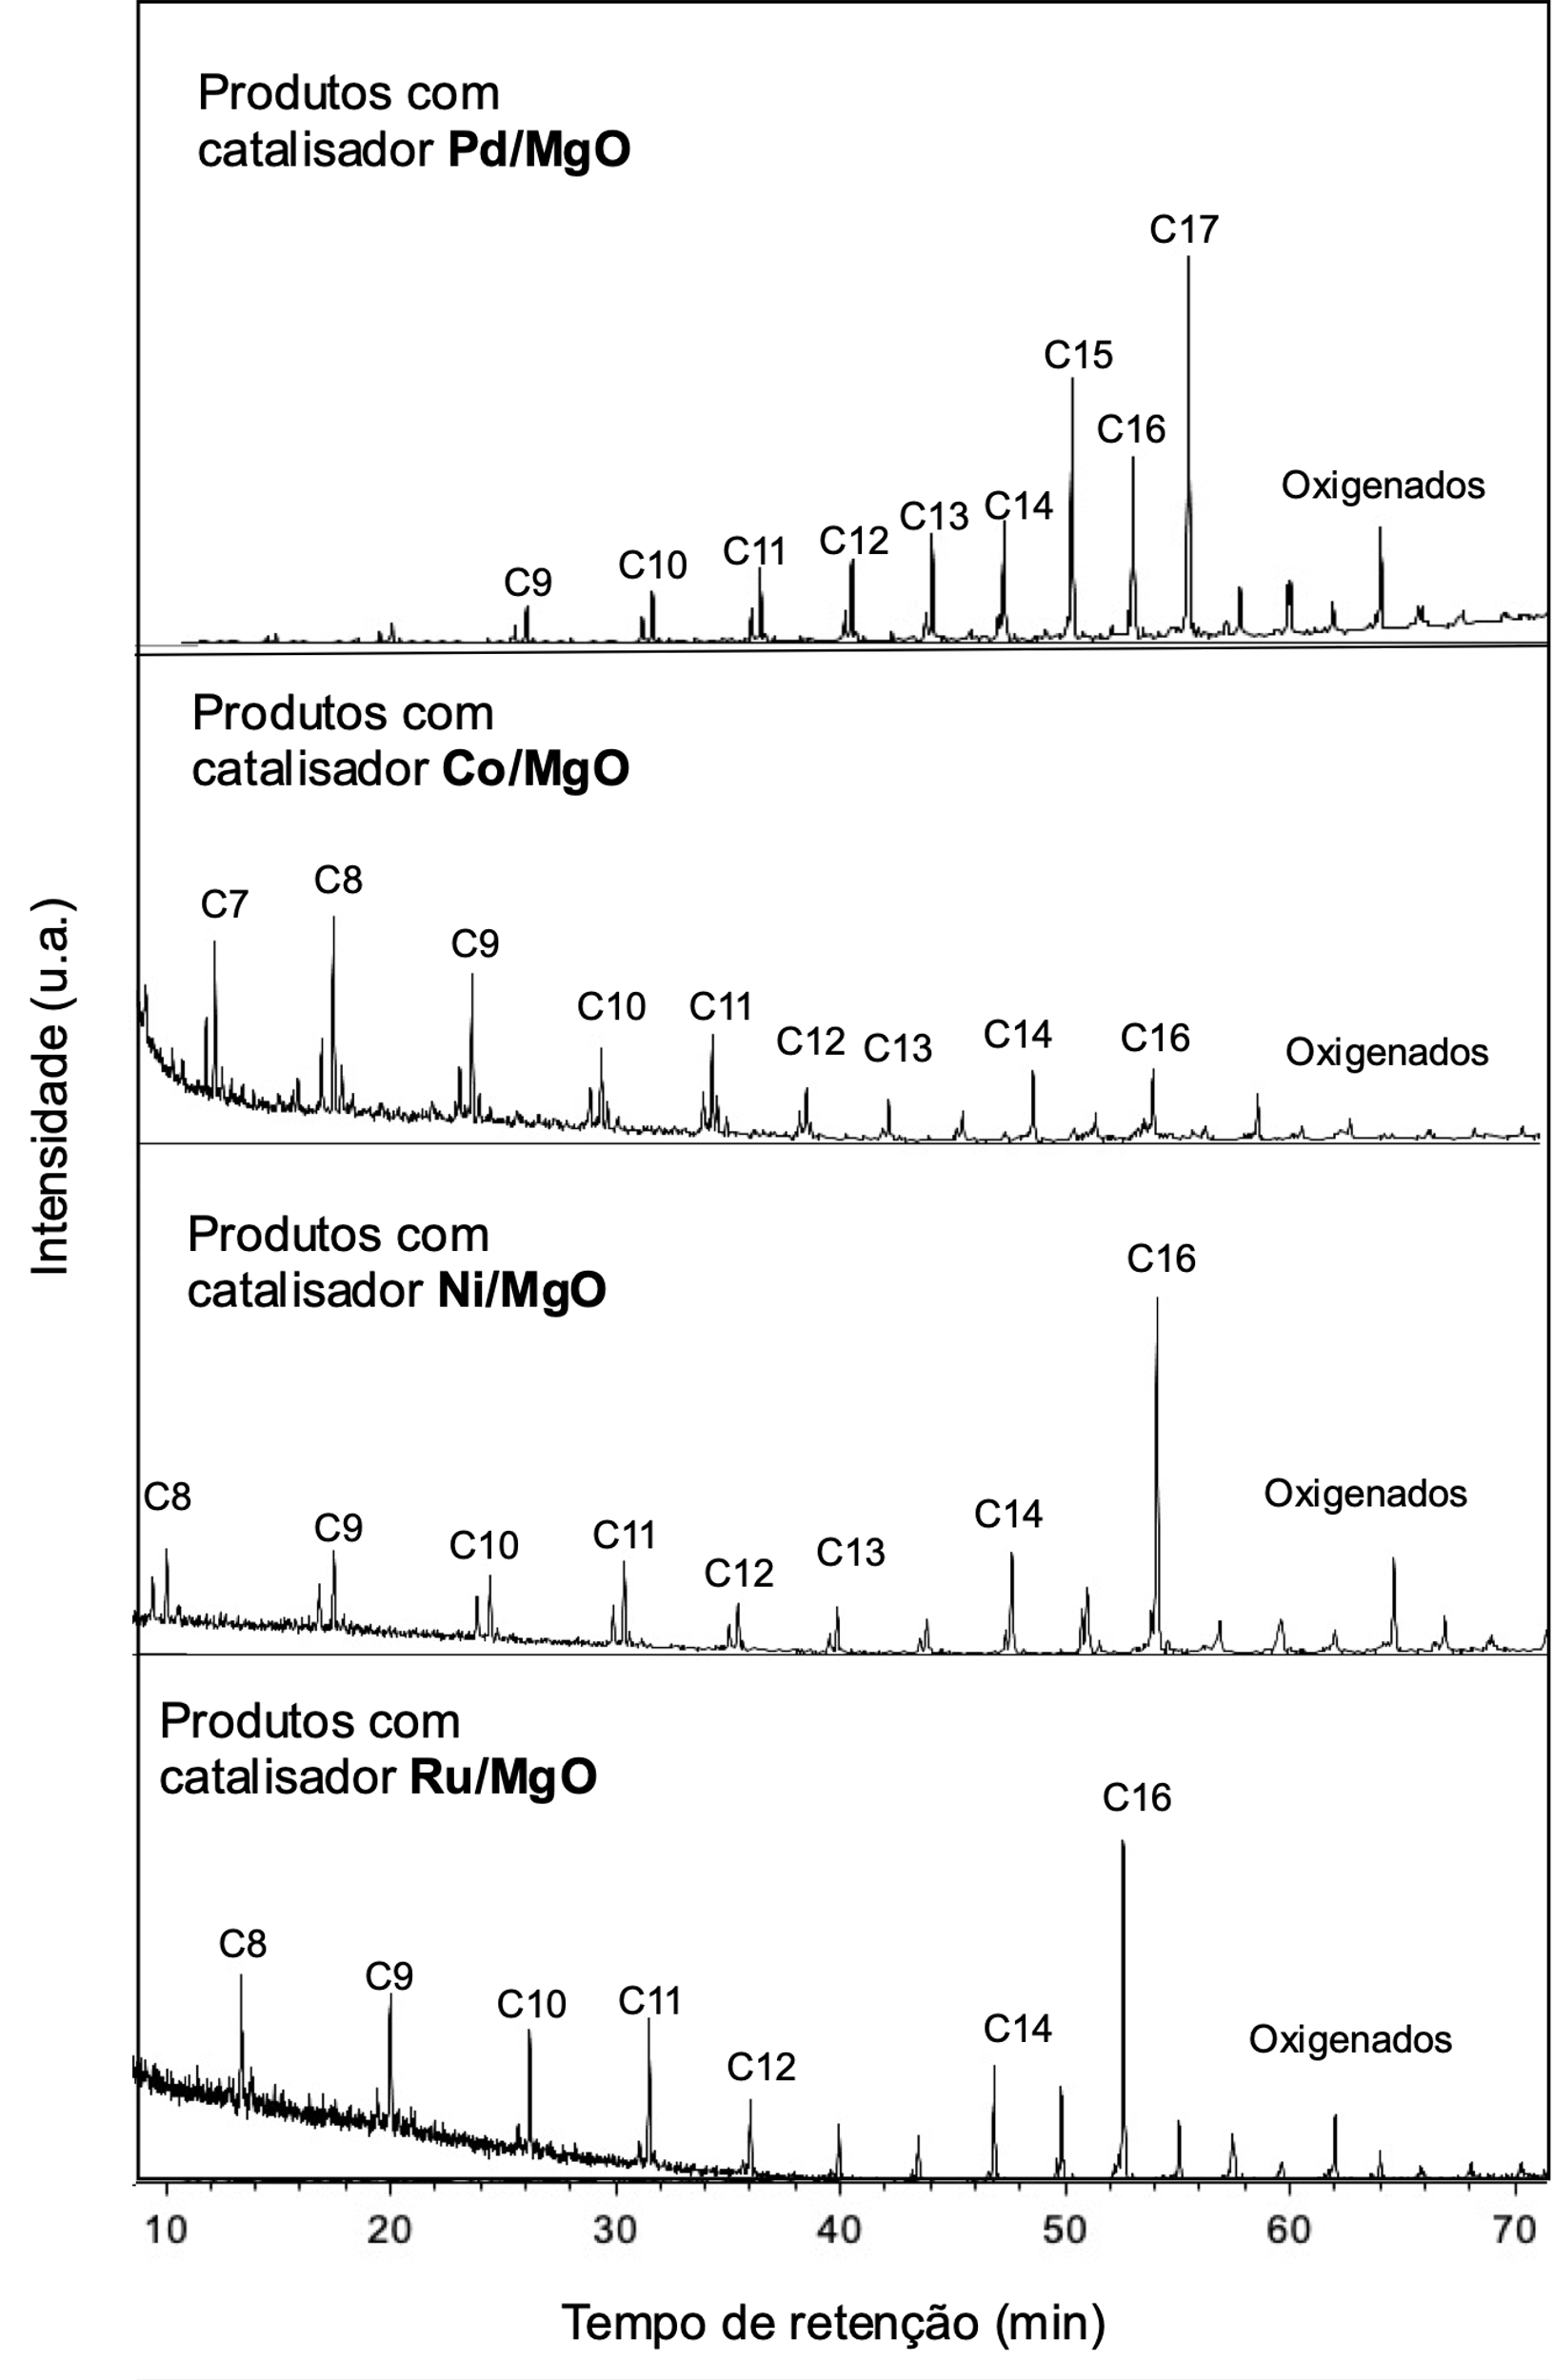 Produtos com
catalisador Pd/MgO
C17
C15
C16
Oxigenados
C13
C14
C12
C11
C10
C9
Produtos com
catalisador Co/MgO
C8
C7
C9
C10
C11
C12
C13
C14
C16
Oxigenados
Intensidade (u.a.)
Produtos com
catalisador Ni/MgO
C16
C8
C9
C10
C11
C12
C13
C14
Oxigenados
Produtos com
catalisador Ru/MgO
C16
C8
C9
C10
C11
C12
C14
Oxigenados
10 20 30 40 50 60 70
Tempo de retenção (min)